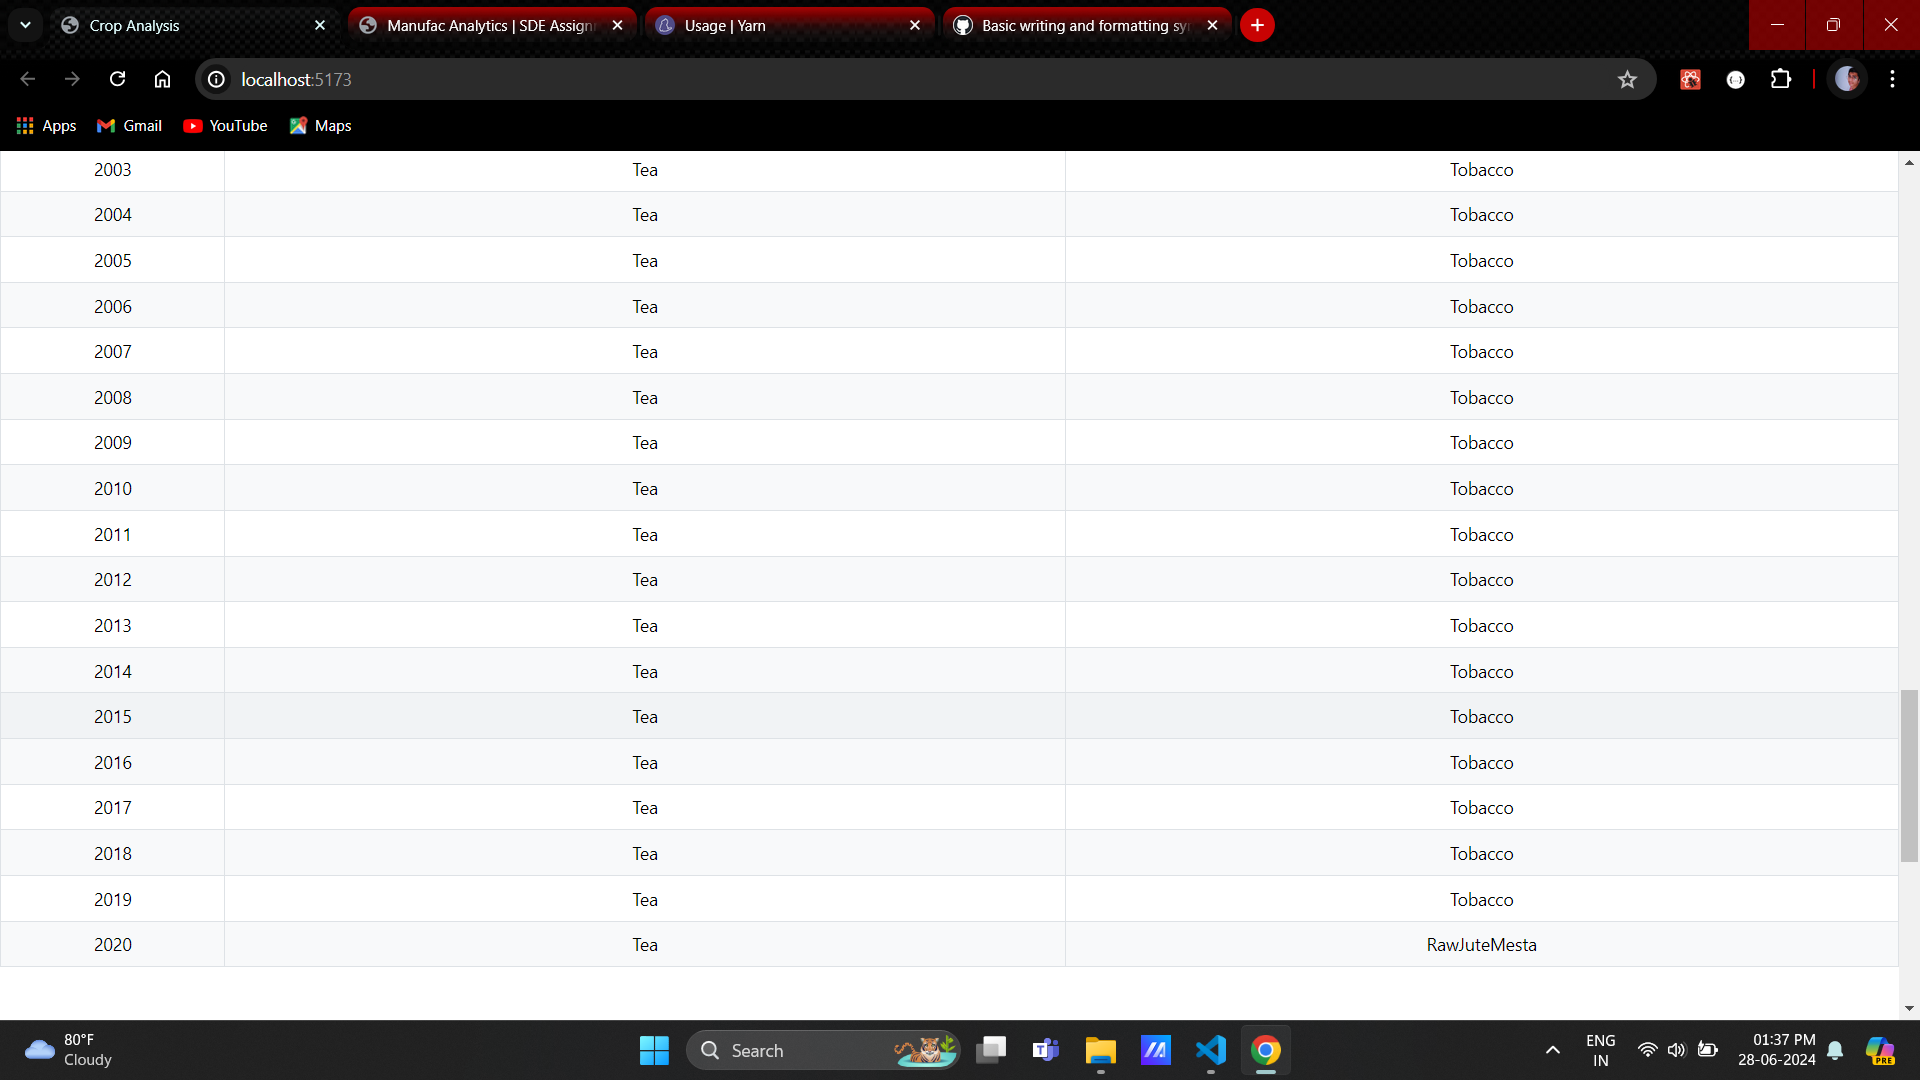 Crop Analysis
Manufac Analytics | SDE Assign
Usage | Yarn
Basic writing and formatting sy
localhost:5173
Apps
Gmail
YouTube
Maps
2003 Tea Tobacco
2004 Tea Tobacco
2005 Tea Tobacco
2006 Tea Tobacco
2007 Tea Tobacco
2008 Tea Tobacco
2009 Tea Tobacco
2010 Tea Tobacco
2011 Tea Tobacco
2012 Tea Tobacco
2013 Tea Tobacco
2014 Tea Tobacco
2015 Tea Tobacco
2016 Tea Tobacco
2017 Tea Tobacco
2018 Tea Tobacco
2019 Tea Tobacco
2020 Tea RawJuteMesta
80°F
Cloudy
Search
ENG
IN
01:37 PM
28-06-2024
PRE